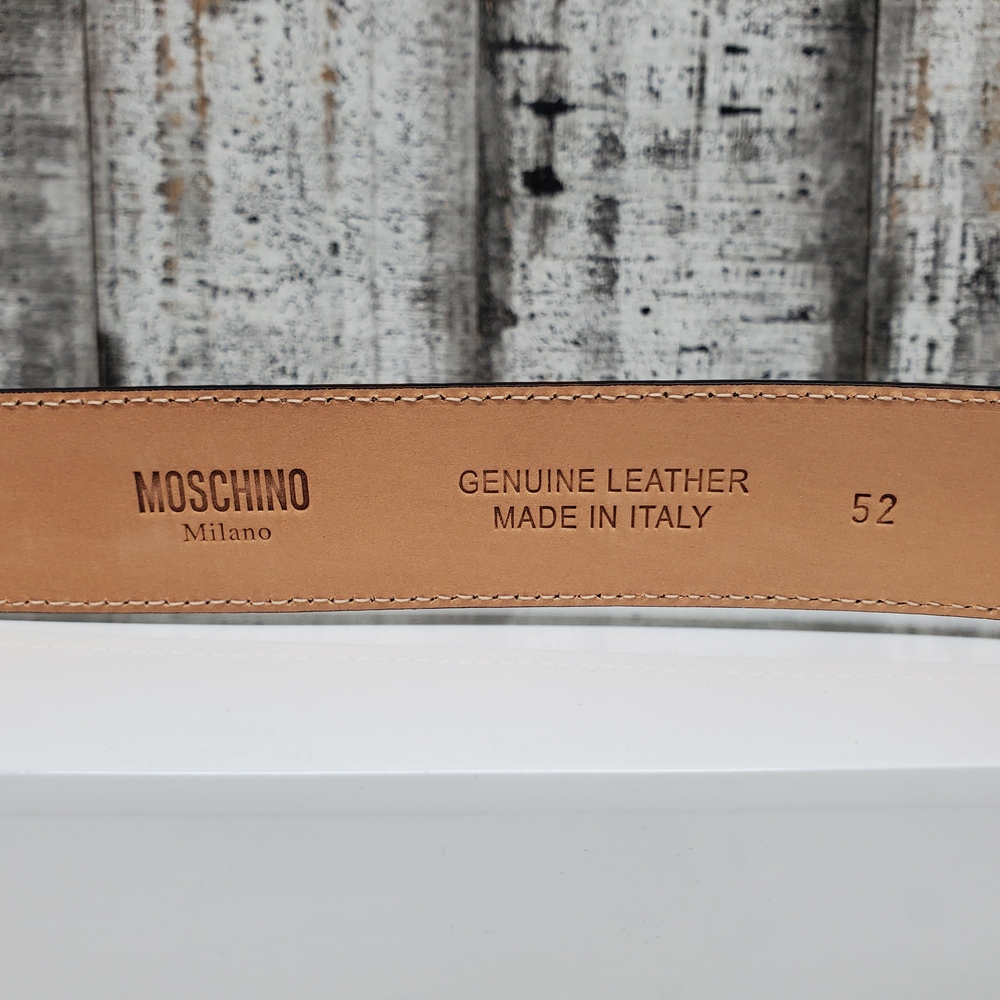 MOSCHINO
Milano
GENUINE LEATHER
MADE IN ITALY
52